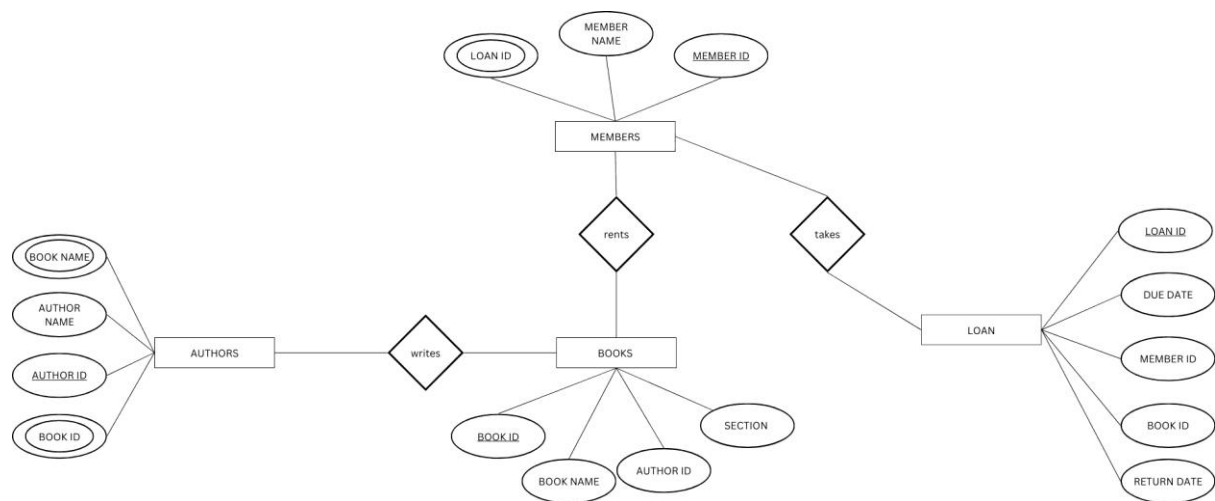 MEMBER
NAME
LOAN ID
MEMBER ID
MEMBERS
rents
takes
BOOK NAME
AUTHOR
NAME
AUTHOR ID
BOOK ID
AUTHORS
writes
BOOKS
BOOK ID
BOOK NAME
AUTHOR ID
SECTION
LOAN
LOAN ID
DUE DATE
MEMBER ID
BOOK ID
RETURN DATE